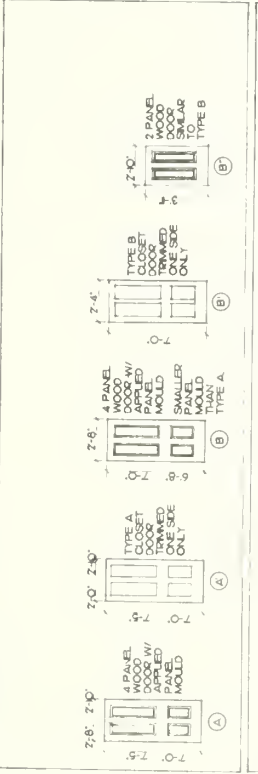 2'-8" 2'-10"
7'-5"
7'-0"
4 PANEL
WOOD
DOOR W/
APPLIED
PANEL
MOULD
A
2'-0" 2'-10"
7'-5"
7'-0"
TYPE A
CLOSET
DOOR
TRIMMED
ONE SIDE
ONLY
A'
2'-8"
7'-0"
6'-8"
4 PANEL
WOOD
DOOR W/
APPLIED
PANEL
MOULD
SMALLER
PANEL
MOULD
THAN
TYPE A
B
2'-4"
7'-0"
TYPE B
CLOSET
DOOR
TRIMMED
ONE SIDE
ONLY
B'
2'-10"
3'-4"
2 PANEL
WOOD
DOOR
SIMILAR
TO
TYPE B
B"